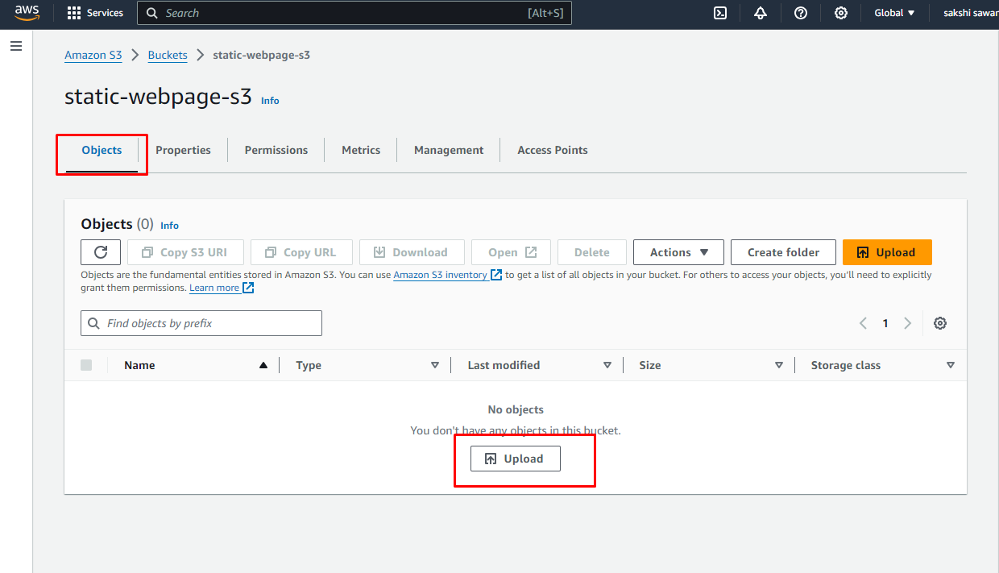 aws Services Search [Alt+S] Global sakshi sawar
Amazon S3 Buckets static-webpage-s3
static-webpage-s3 Info
Objects Properties Permissions Metrics Management Access Points
Objects (0) Info
Copy S3 URI Copy URL Download Open Delete Actions Create folder Upload
Objects are the fundamental entities stored in Amazon S3. You can use Amazon S3 inventory to get a list of all objects in your bucket. For others to access your objects, you'll need to explicitly
grant them permissions. Learn more
Find objects by prefix 1
Name Type Last modified Size Storage class
No objects
You don't have any objects in this bucket.
Upload